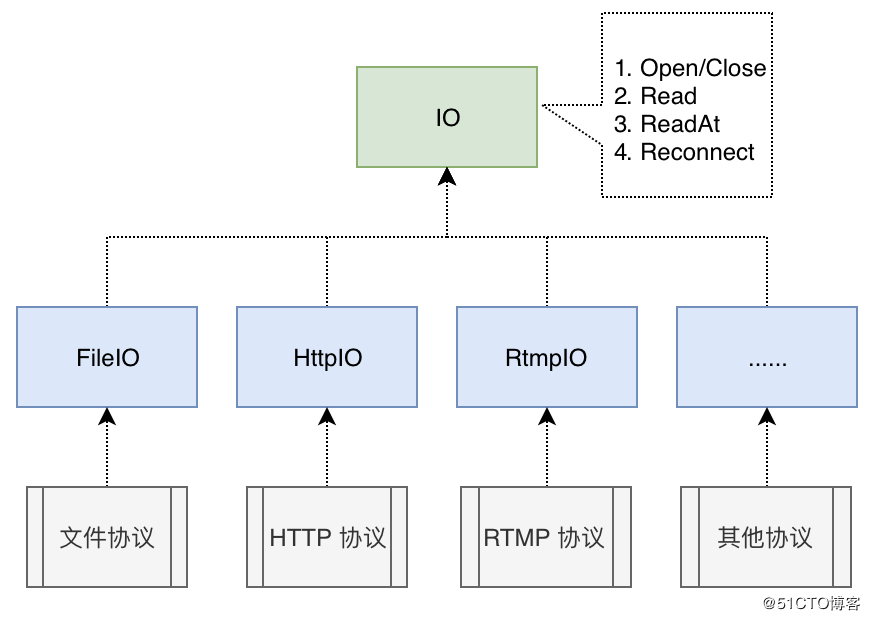 IO
1. Open/Close
2. Read
3. ReadAt
4. Reconnect
FileIO
HttpIO
RtmpIO
......
文件协议
HTTP 协议
RTMP 协议
其他协议
@51CTO博客